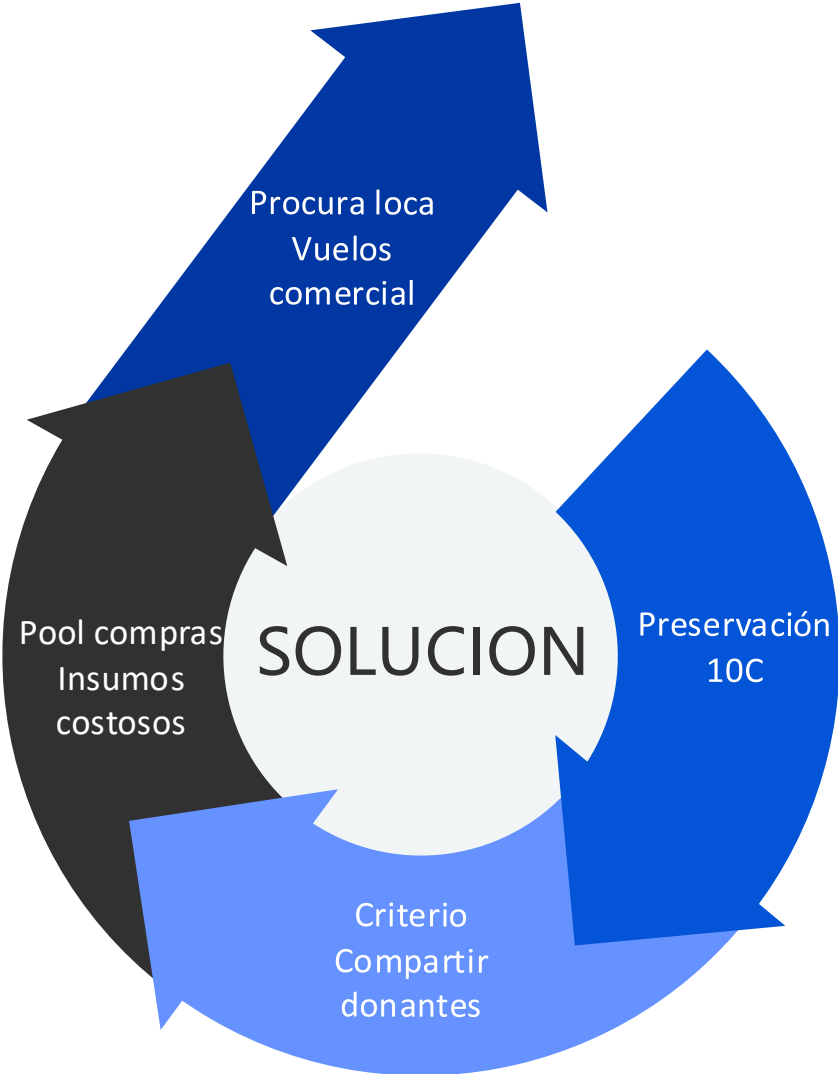 Procura loca
Vuelos
comercial
Preservación
10C
Criterio
Compartir
donantes
Pool compras
Insumos
costosos
SOLUCION